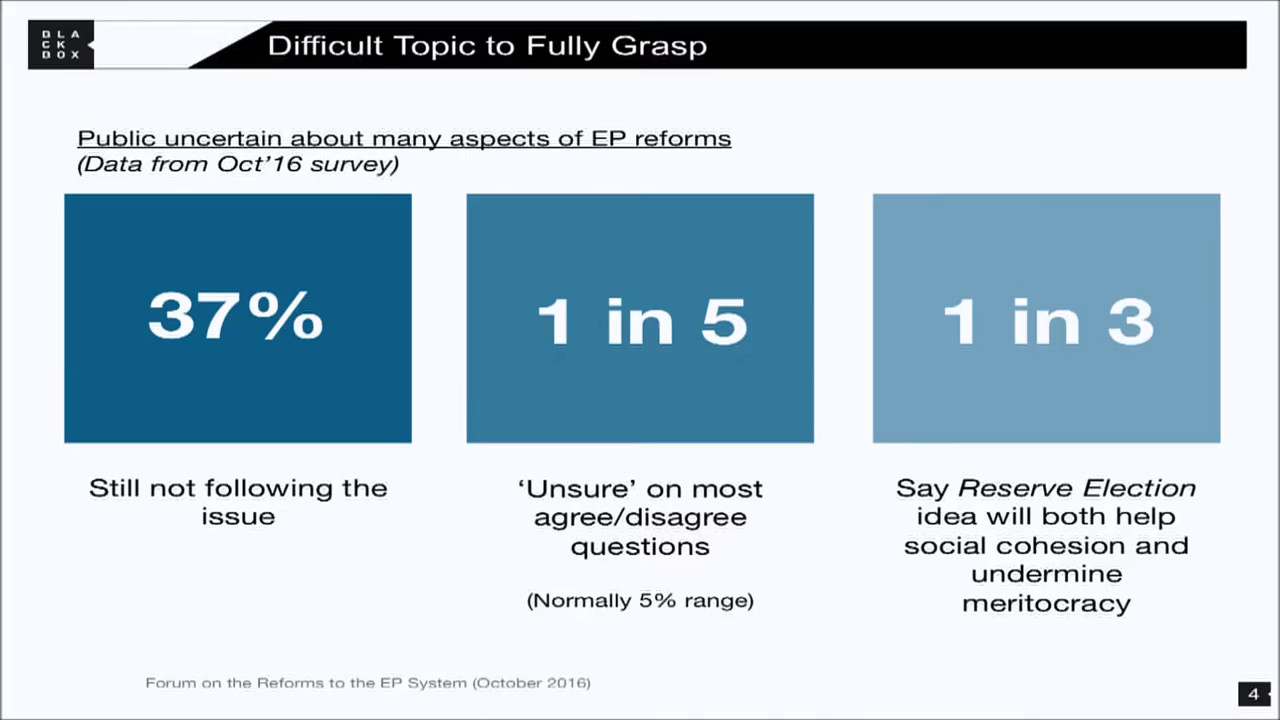 BLA
CK
BOX
Difficult Topic to Fully Grasp
Public uncertain about many aspects of EP reforms
(Data from Oct’16 survey)
37%
1 in 5
1 in 3
Still not following the
issue
‘Unsure’ on most
agree/disagree
questions
(Normally 5% range)
Say Reserve Election
idea will both help
social cohesion and
undermine
meritocracy
Forum on the Reforms to the EP System (October 2016)
4